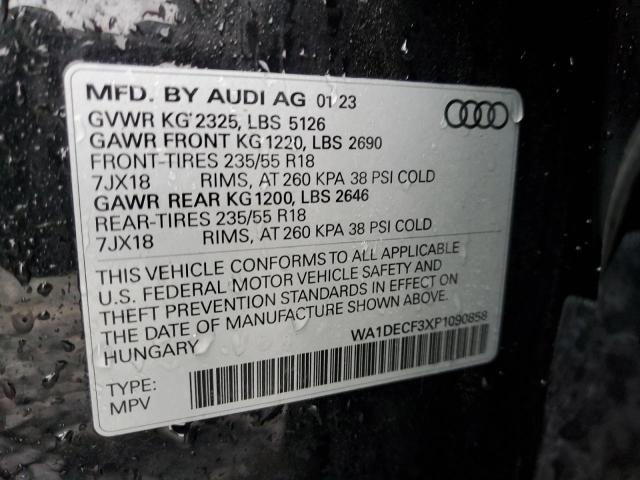 MFD. BY AUDI AG 01 23
GVWR KG 2325, LBS 5126
GAWR FRONT KG 1220, LBS 2690
FRONT-TIRES 235/55 R18
7JX18 RIMS, AT 260 KPA 38 PSI COLD
GAWR REAR KG 1200, LBS 2646
REAR-TIRES 235/55 R18
7JX18 RIMS, AT 260 KPA 38 PSI COLD
THIS VEHICLE CONFORMS TO ALL APPLICABLE
U.S. FEDERAL MOTOR VEHICLE SAFETY AND
THEFT PREVENTION STANDARDS IN EFFECT ON
THE DATE OF MANUFACTURE SHOWN ABOVE.
HUNGARY
WA1DECF3XP1090858
TYPE:
MPV